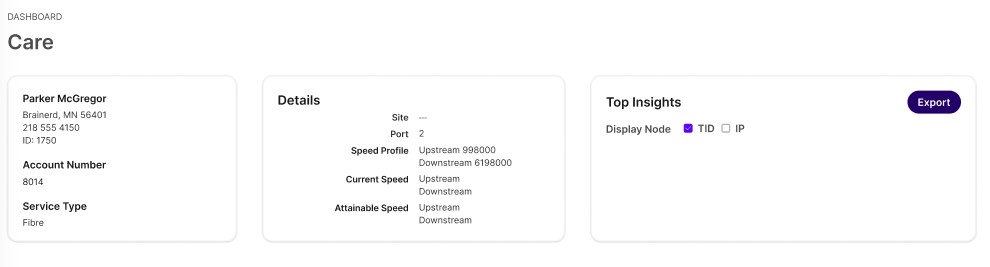 DASHBOARD
Care
Parker McGregor
Brainerd, MN 56401
218 555 4150
ID: 1750
Account Number
8014
Service Type
Fibre
Details
Site —
Port 2
Speed Profile Upstream 998000
Downstream 6198000
Current Speed Upstream
Downstream
Attainable Speed Upstream
Downstream
Top Insights Export
Display Node TID IP